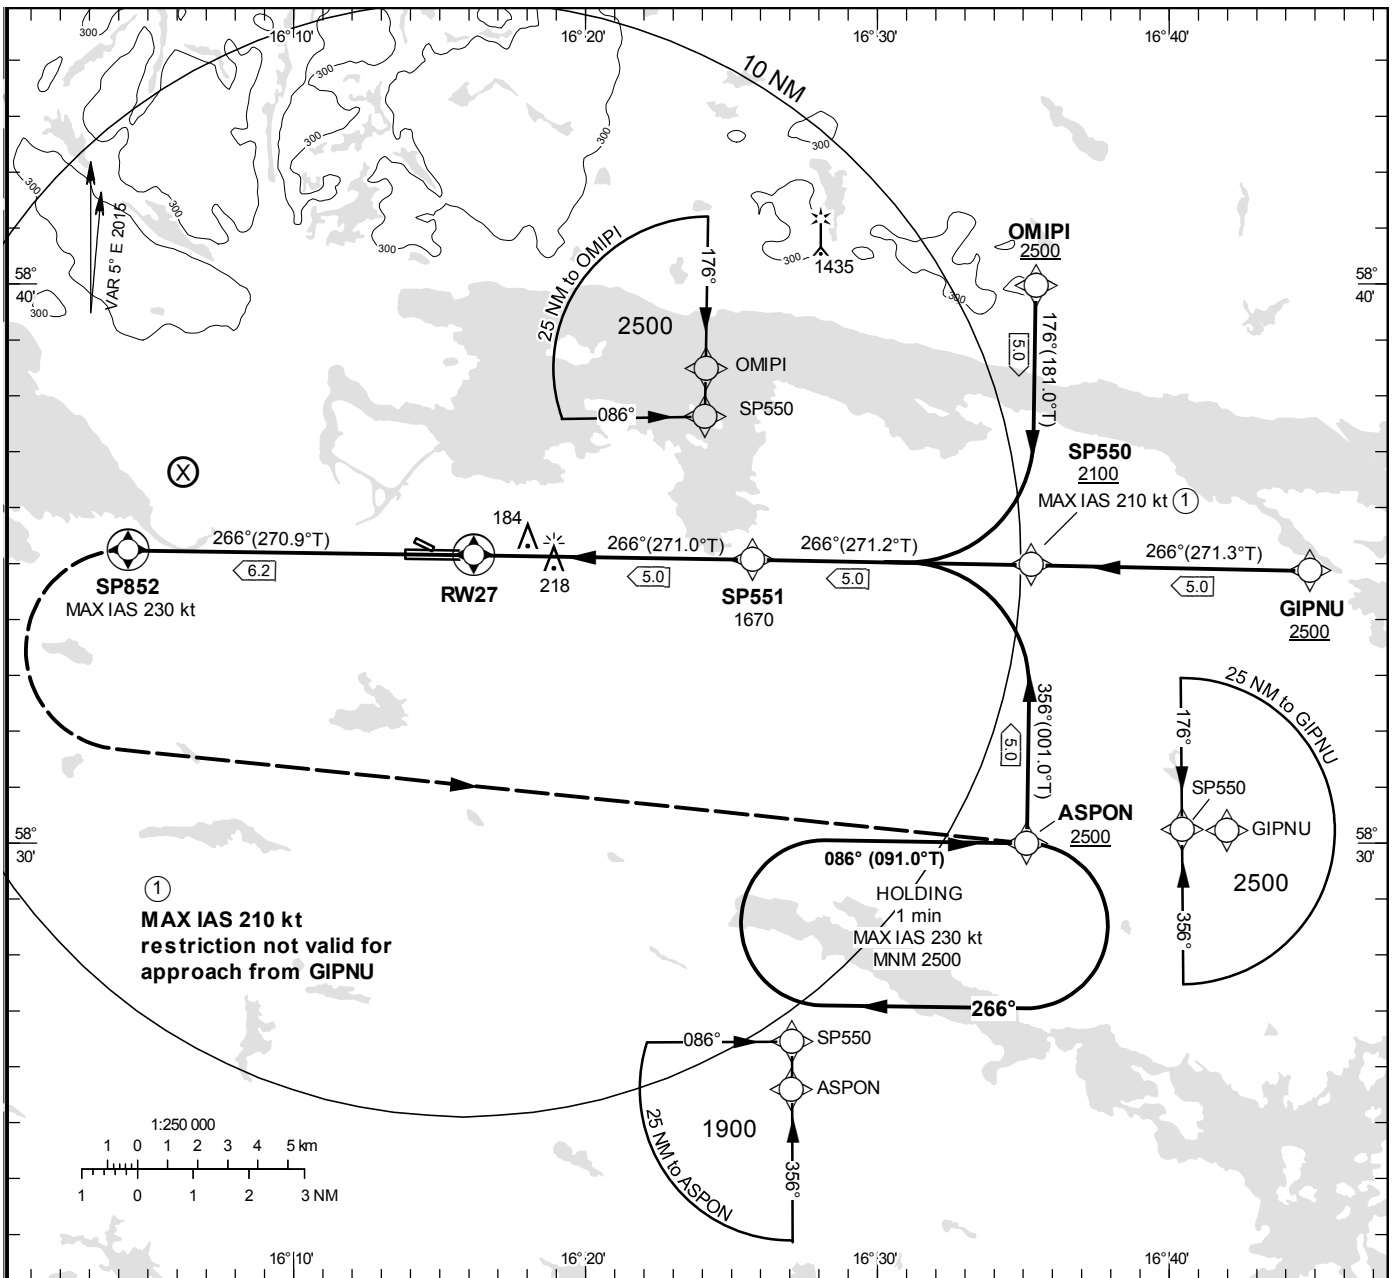 16°10'
16°20'
16°30'
16°40'
300
300
300
300
300
300
300
300
300
300
300
10 NM
VAR 5° E 2015
1435
OMIPI
2500
58°
40'
58°
40'
25 NM to OMIPI
176°
2500
OMIPI
086°
SP550
5.0
176°(181.0°T)
SP550
2100
MAX IAS 210 kt 1
X
184
218
266°(270.9°T)
6.2
266°(271.0°T)
5.0
266°(271.2°T)
5.0
266°(271.3°T)
5.0
SP852
MAX IAS 230 kt
RW27
SP551
1670
GIPNU
2500
356°(001.0°T)
5.0
25 NM to GIPNU
176°
SP550
GIPNU
2500
356°
ASPON
2500
58°
30'
58°
30'
086° (091.0°T)
HOLDING
1 min
MAX IAS 230 kt
MNM 2500
266°
1
MAX IAS 210 kt
restriction not valid for
approach from GIPNU
086°
SP550
ASPON
1900
25 NM to ASPON
356°
1:250 000
1 0 1 2 3 4 5 km
1 0 1 2 3 NM
16°10'
16°20'
16°30'
16°40'